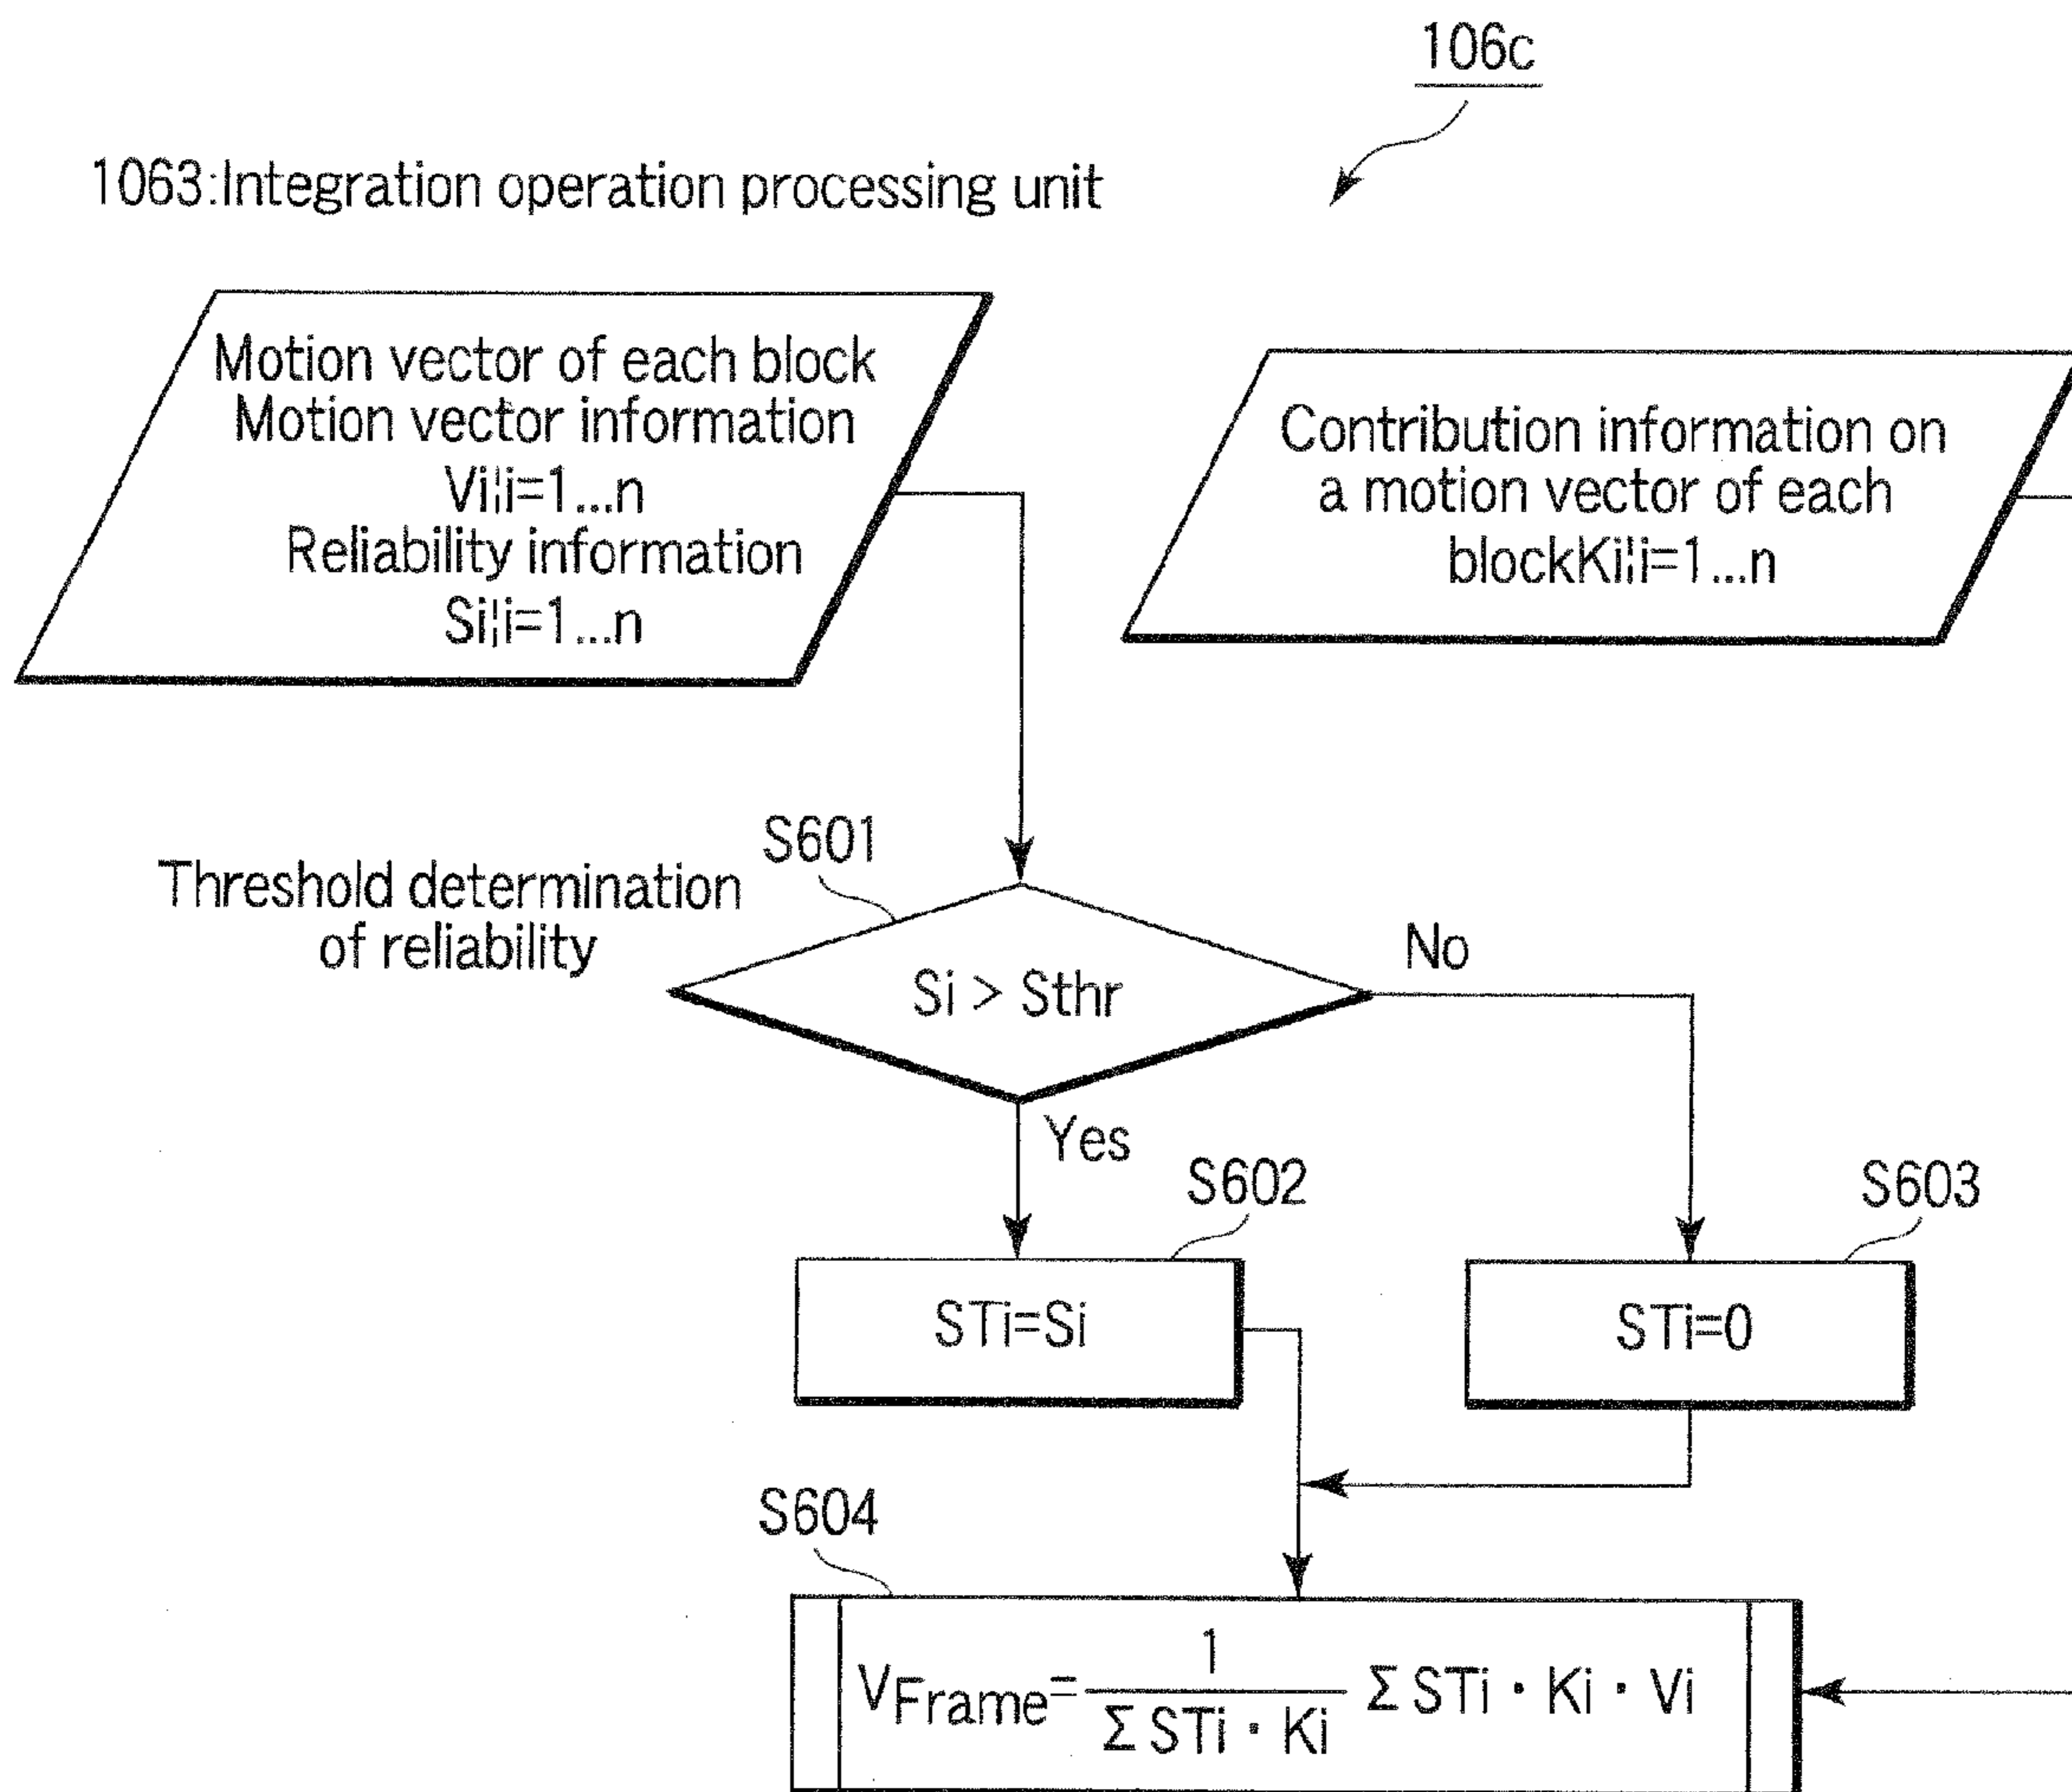 106c
1063:Integration operation processing unit
Motion vector of each block
Motion vector information
Vi¦i=1...n
Reliability information
Si¦i=1...n
Contribution information on
a motion vector of each
blockKi¦i=1...n
S601
Threshold determination
of reliability
Si > Sthr
No
Yes
S602
S603
STi=Si
STi=0
S604
VFrame= 1/(Σ STi · Ki) Σ STi · Ki · Vi